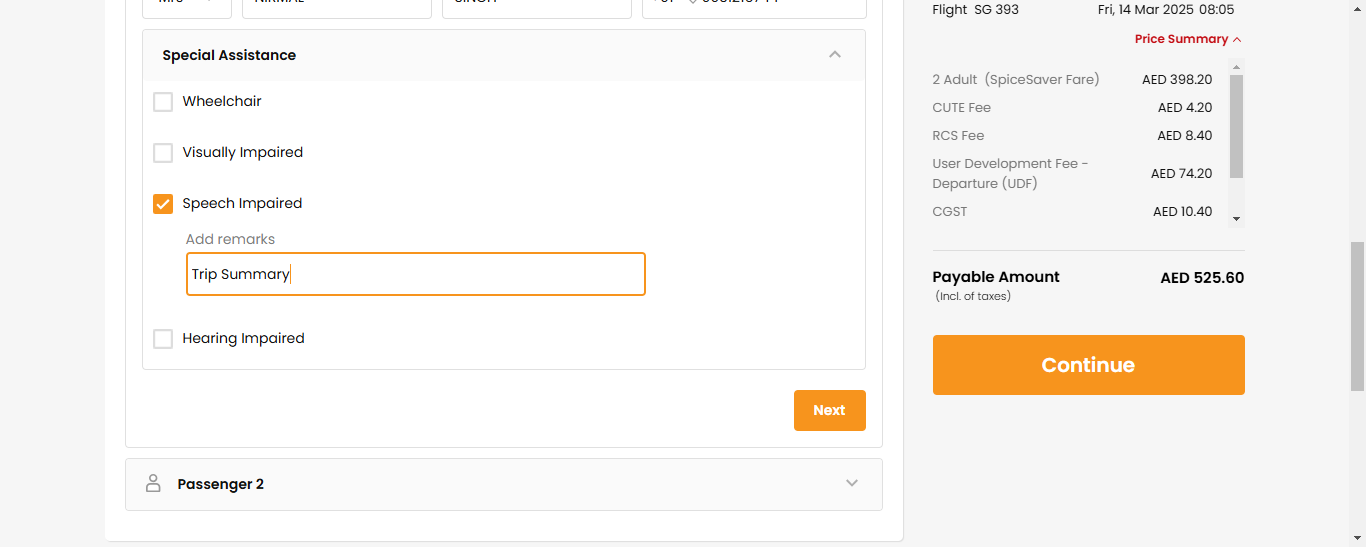 Special Assistance
Wheelchair
Visually Impaired
Speech Impaired
Add remarks
Trip Summary
Hearing Impaired
Next
Passenger 2
Flight SG 393 Fri, 14 Mar 2025 08:05
Price Summary
2 Adult (SpiceSaver Fare) AED 398.20
CUTE Fee AED 4.20
RCS Fee AED 8.40
User Development Fee - 
Departure (UDF) AED 74.20
CGST AED 10.40
Payable Amount AED 525.60
(Incl. of taxes)
Continue